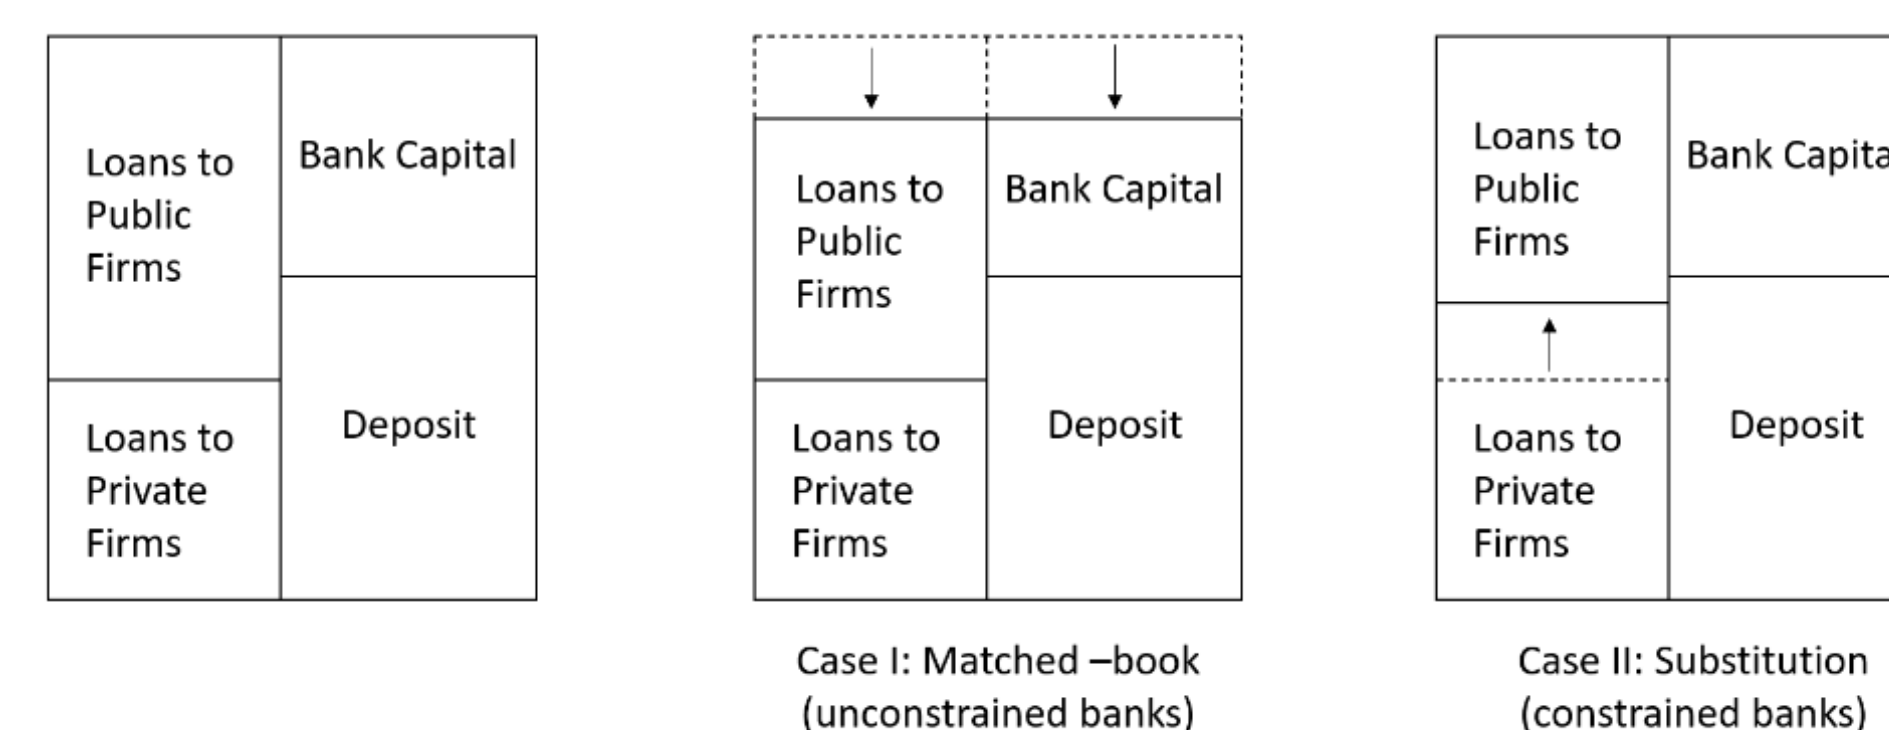 Loans to
Public
Firms
Bank Capital
Loans to
Private
Firms
Deposit
Loans to
Public
Firms
Bank Capital
Loans to
Private
Firms
Deposit
Case I: Matched –book
(unconstrained banks)
Loans to
Public
Firms
Bank Capita
Loans to
Private
Firms
Deposit
Case II: Substitution
(constrained banks)